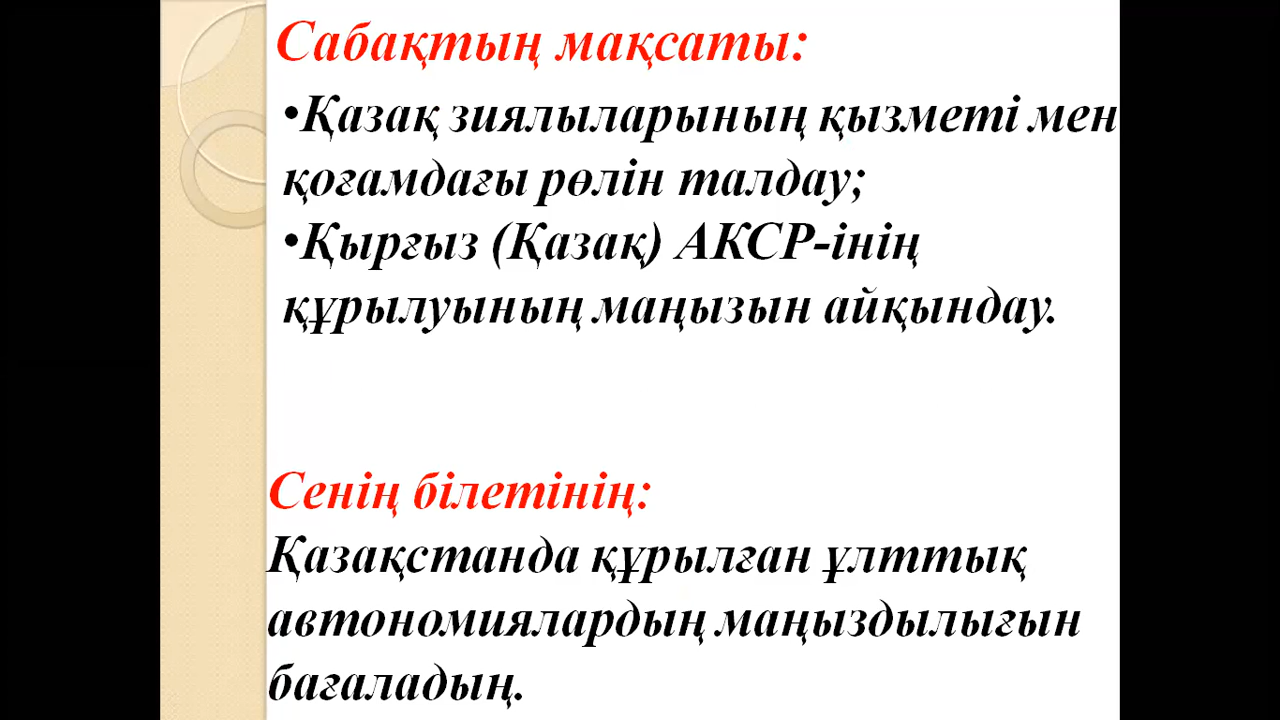 Сабақтың мақсаты:
•Қазақ зиялыларының қызметі мен
қоғамдағы рөлін талдау;
•Қырғыз (Қазақ) АКСР-інің
құрылуының маңызын айқындау.
Сенің білетінің:
Қазақстанда құрылған ұлттық
автономиялардың маңыздылығын
бағаладың.